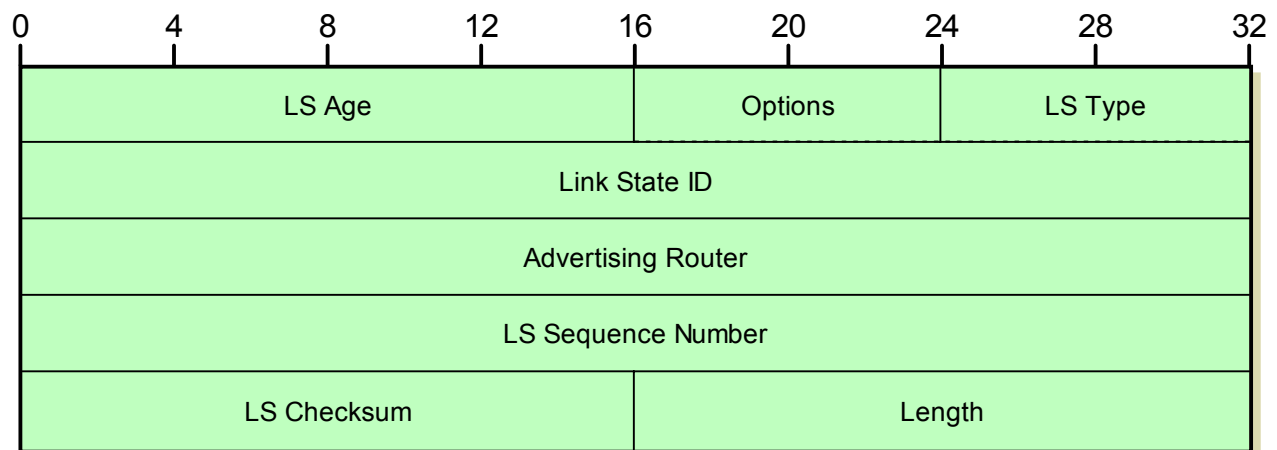 0 4 8 12 16 20 24 28 32
LS Age Options LS Type
Link State ID
Advertising Router
LS Sequence Number
LS Checksum Length